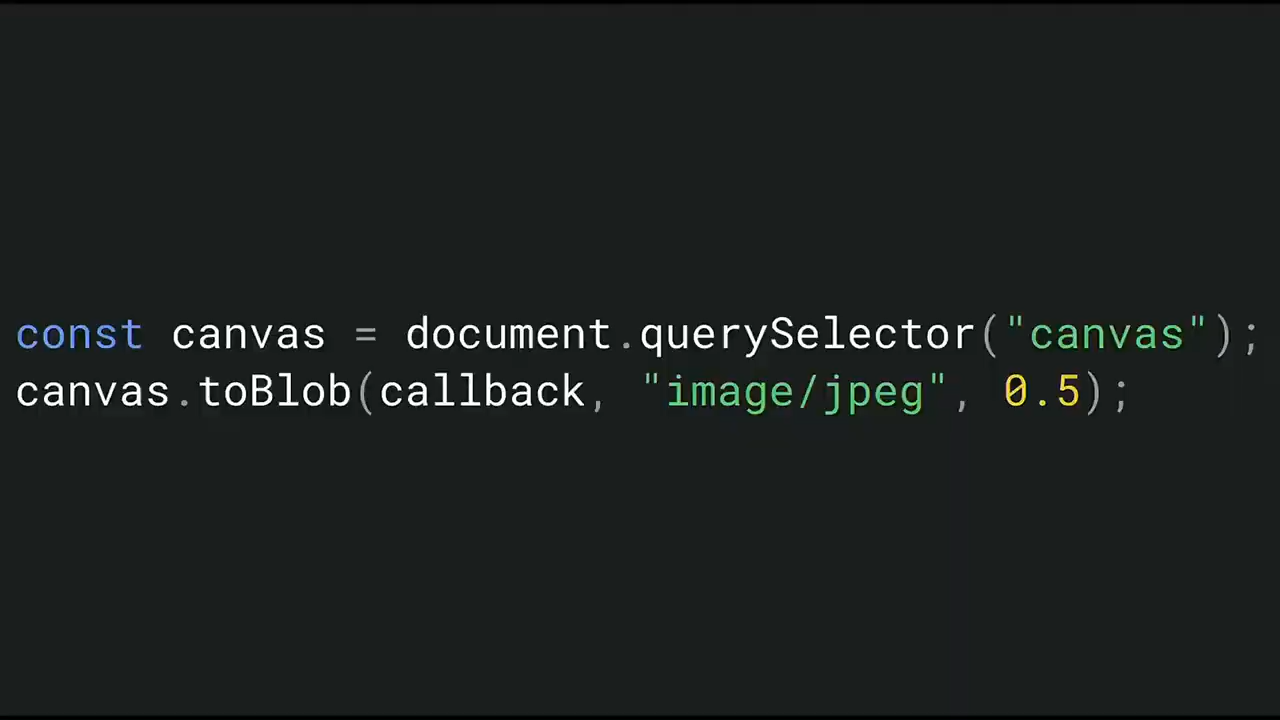 const canvas = document.querySelector("canvas");
canvas.toBlob(callback, "image/jpeg", 0.5);